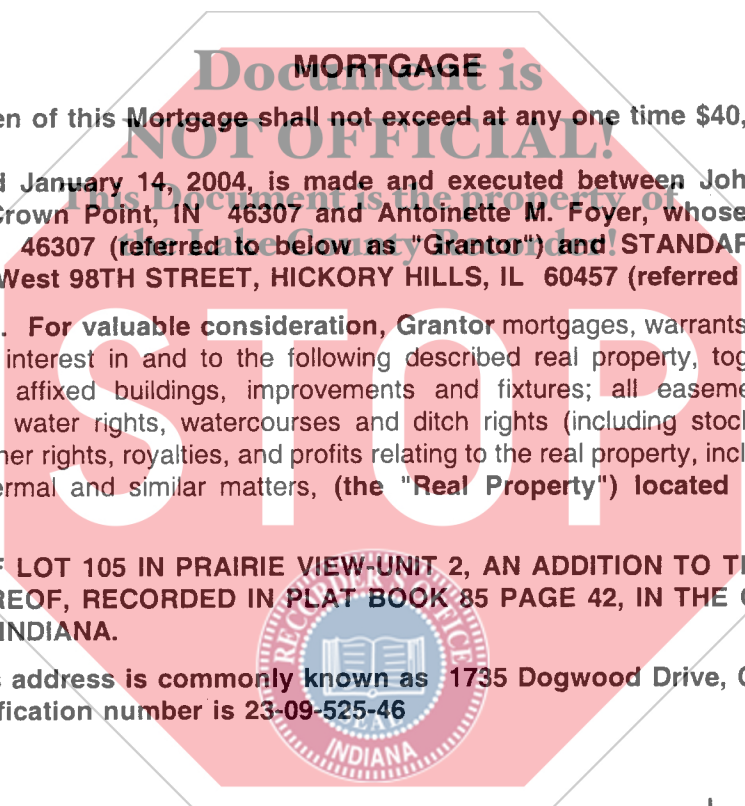 MORTGAGE
Document is
en of this Mortgage shall not exceed at any one time $40,
NOT OFFICIAL!
January 14, 2004, is made and executed between Joh
This Document is the property of
Crown Point, IN 46307 and Antoinette M. Foyer, whose
the Lake County Recorder!
46307 (referred to below as "Grantor") and STANDAR
West 98TH STREET, HICKORY HILLS, IL 60457 (referred
. For valuable consideration, Grantor mortgages, warrants
interest in and to the following described real property, tog
affixed buildings, improvements and fixtures; all easeme
water rights, watercourses and ditch rights (including stock
her rights, royalties, and profits relating to the real property, incl
ermal and similar matters, (the "Real Property") located
STOP
F LOT 105 IN PRAIRIE VIEW-UNIT 2, AN ADDITION TO TH
REOF, RECORDED IN PLAT BOOK 85 PAGE 42, IN THE O
INDIANA.
s address is commonly known as 1735 Dogwood Drive, C
ification number is 23-09-525-46
RECORDER'S OFFICE
SEAL
INDIANA